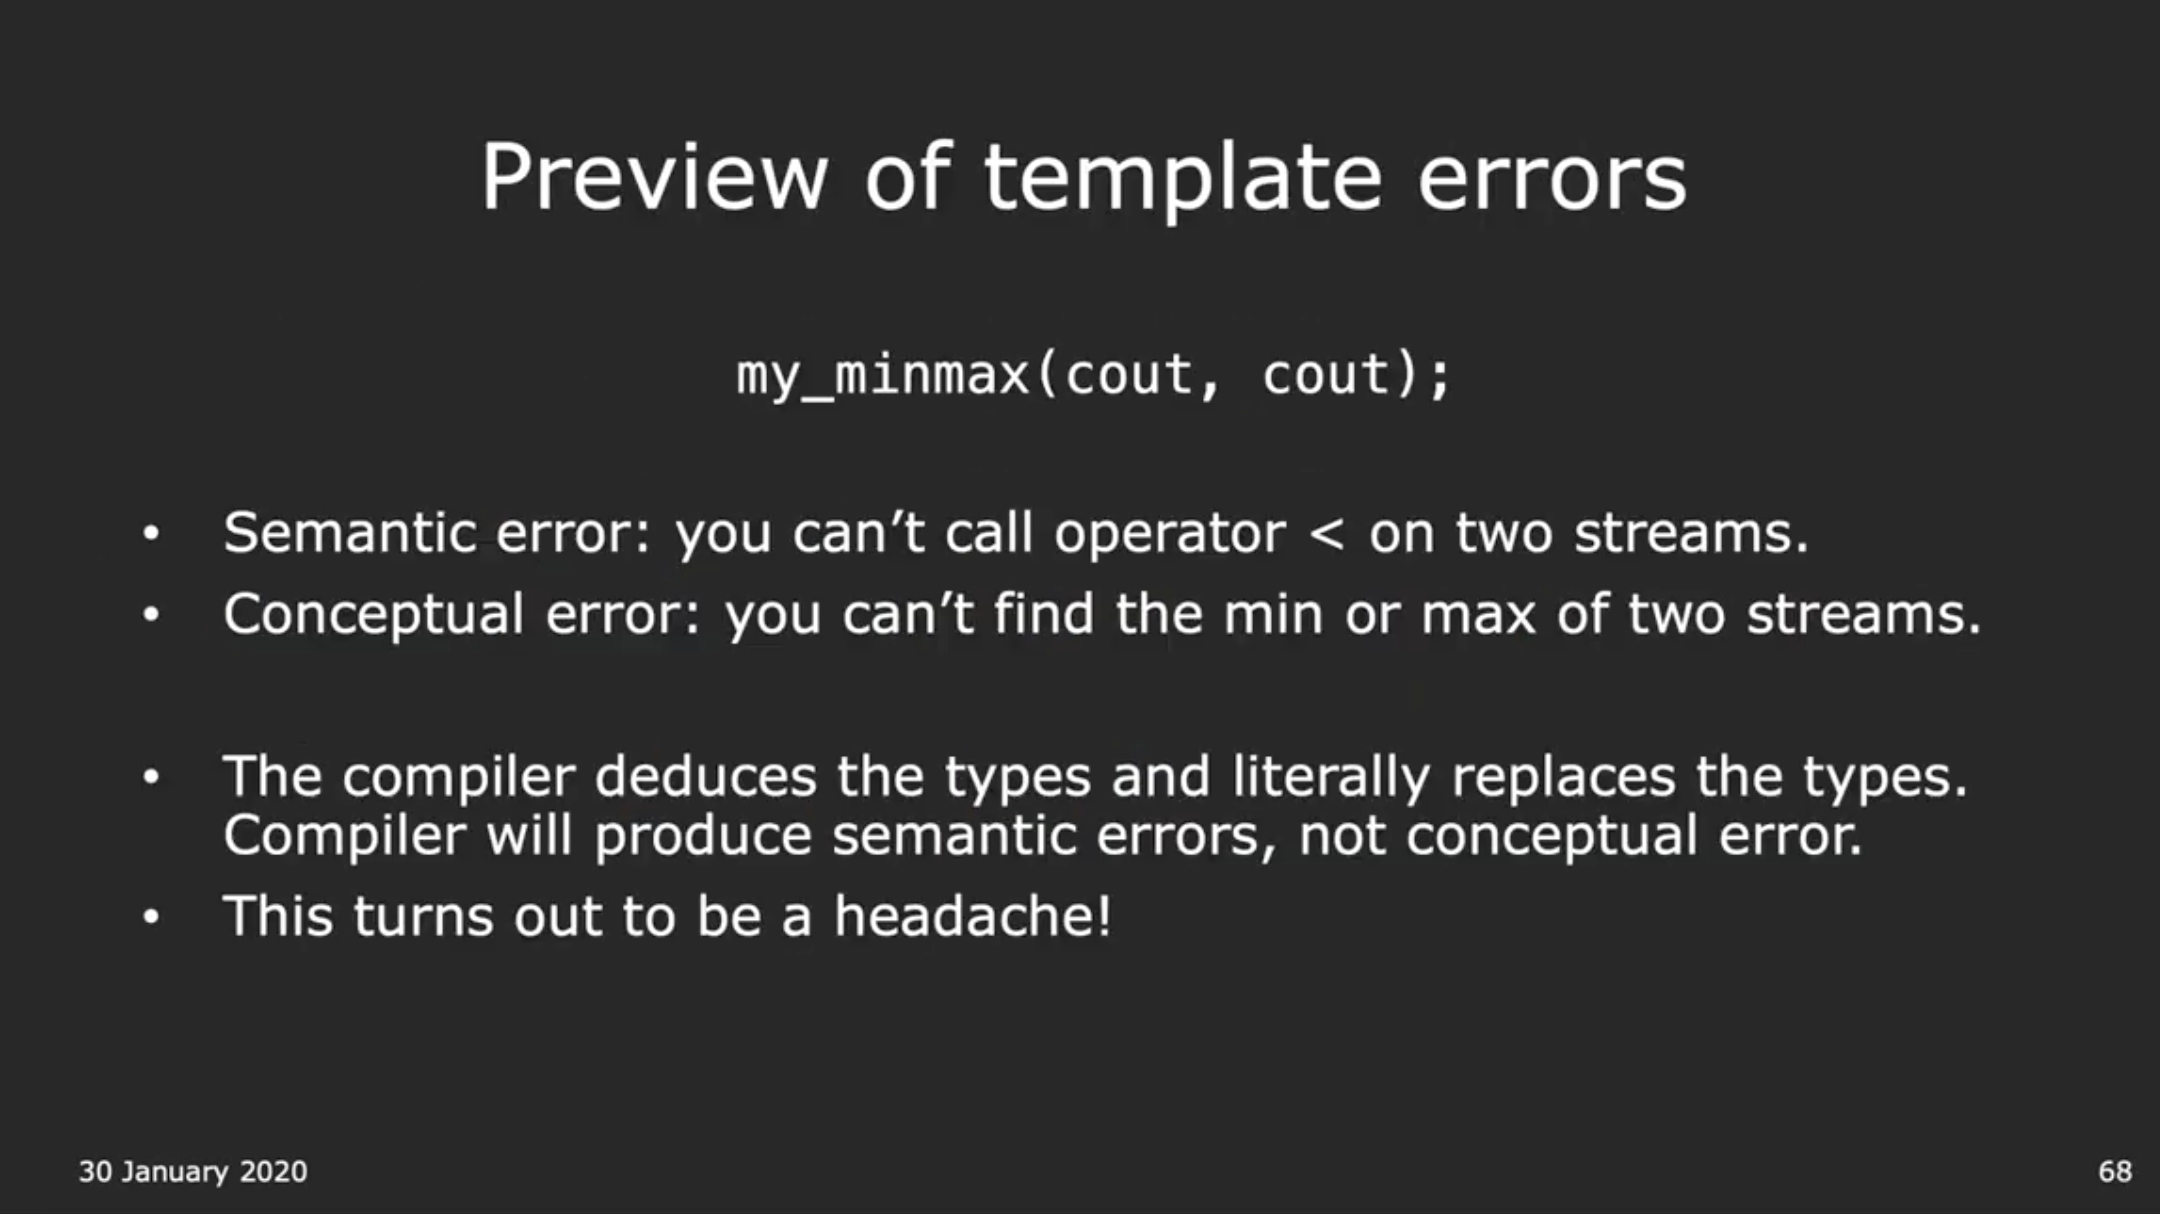 Preview of template errors
my_minmax(cout, cout);
• Semantic error: you can’t call operator < on two streams.
• Conceptual error: you can’t find the min or max of two streams.
• The compiler deduces the types and literally replaces the types.
Compiler will produce semantic errors, not conceptual error.
• This turns out to be a headache!
30 January 2020
68